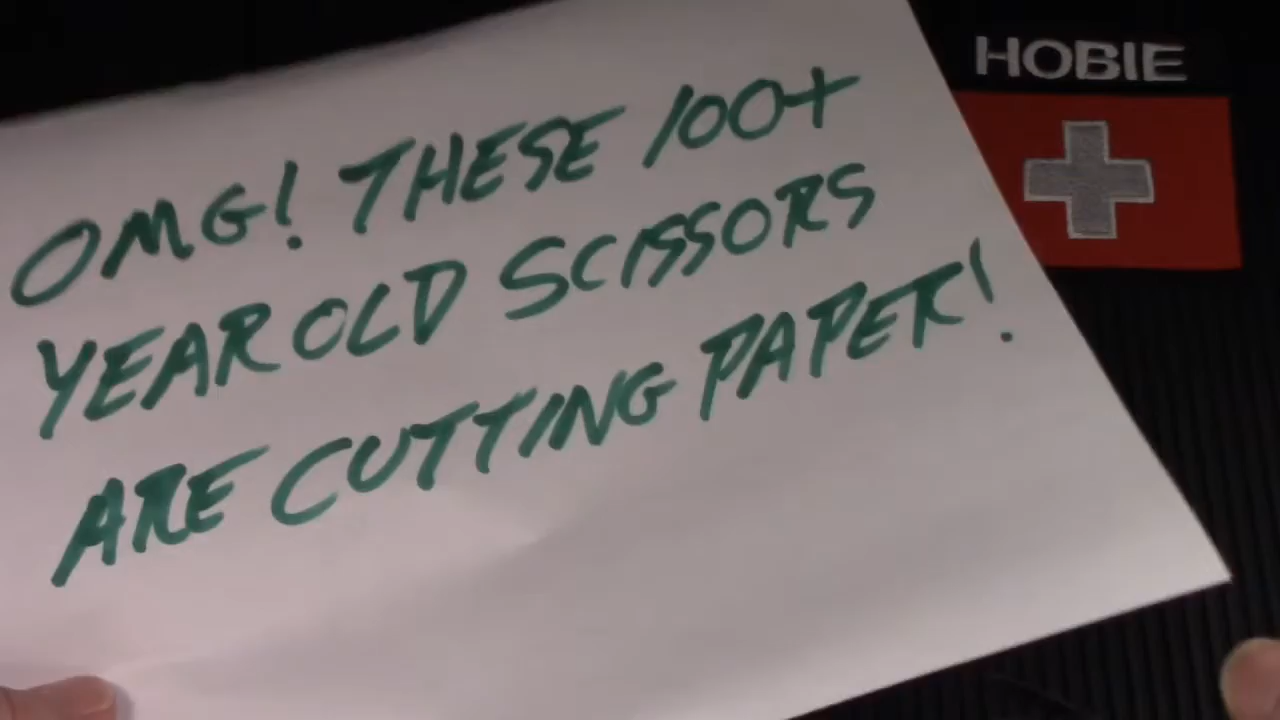 HOBIE
OMG! THESE 100+
YEAR OLD SCISSORS
ARE CUTTING PAPER!